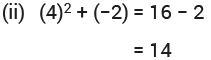 (ii) (4)² + (−2) = 16 − 2
= 14